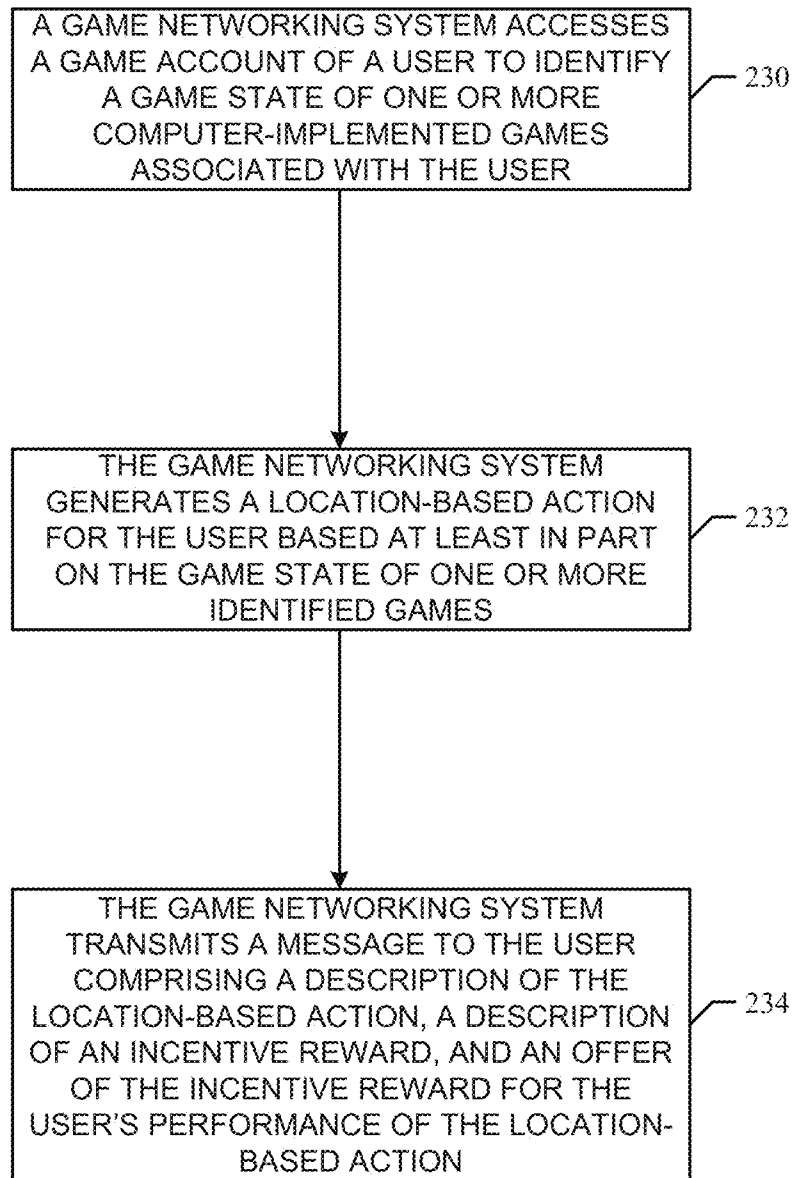 A GAME NETWORKING SYSTEM ACCESSES
A GAME ACCOUNT OF A USER TO IDENTIFY
A GAME STATE OF ONE OR MORE
COMPUTER-IMPLEMENTED GAMES
ASSOCIATED WITH THE USER
230
THE GAME NETWORKING SYSTEM
GENERATES A LOCATION-BASED ACTION
FOR THE USER BASED AT LEAST IN PART
ON THE GAME STATE OF ONE OR MORE
IDENTIFIED GAMES
232
THE GAME NETWORKING SYSTEM
TRANSMITS A MESSAGE TO THE USER
COMPRISING A DESCRIPTION OF THE
LOCATION-BASED ACTION, A DESCRIPTION
OF AN INCENTIVE REWARD, AND AN OFFER
OF THE INCENTIVE REWARD FOR THE
USER'S PERFORMANCE OF THE LOCATION-
BASED ACTION
234